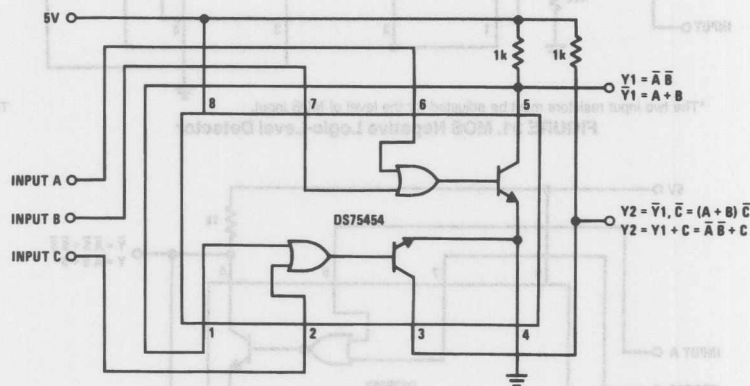 5V
1k
1k
Y1 = A̅ B̅
Y̅1 = A + B
8
7
6
5
INPUT A
INPUT B
INPUT C
DS75454
Y2 = Y̅1, C̅ = (A + B) C̅
Y2 = Y1 + C = A̅ B̅ + C
1
2
3
4